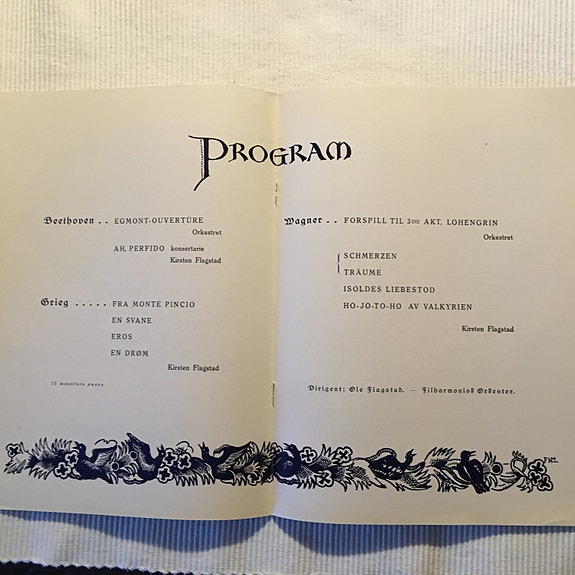 PROGRAM
Beethoven . . EGMONT-OUVERTÜRE
Orkestret
AH, PERFIDO konsertarie
Kirsten Flagstad
Grieg . . . . . FRA MONTE PINCIO
EN SVANE
EROS
EN DRØM
Kirsten Flagstad
15 minutters pause
Wagner . . FORSPILL TIL 3DIE AKT, LOHENGRIN
Orkestret
SCHMERZEN
TRÄUME
ISOLDES LIEBESTOD
HO-JO-TO-HO AV VALKYRIEN
Kirsten Flagstad
Dirigent: Ole Flagstad. — Filharmonisk Orkester.